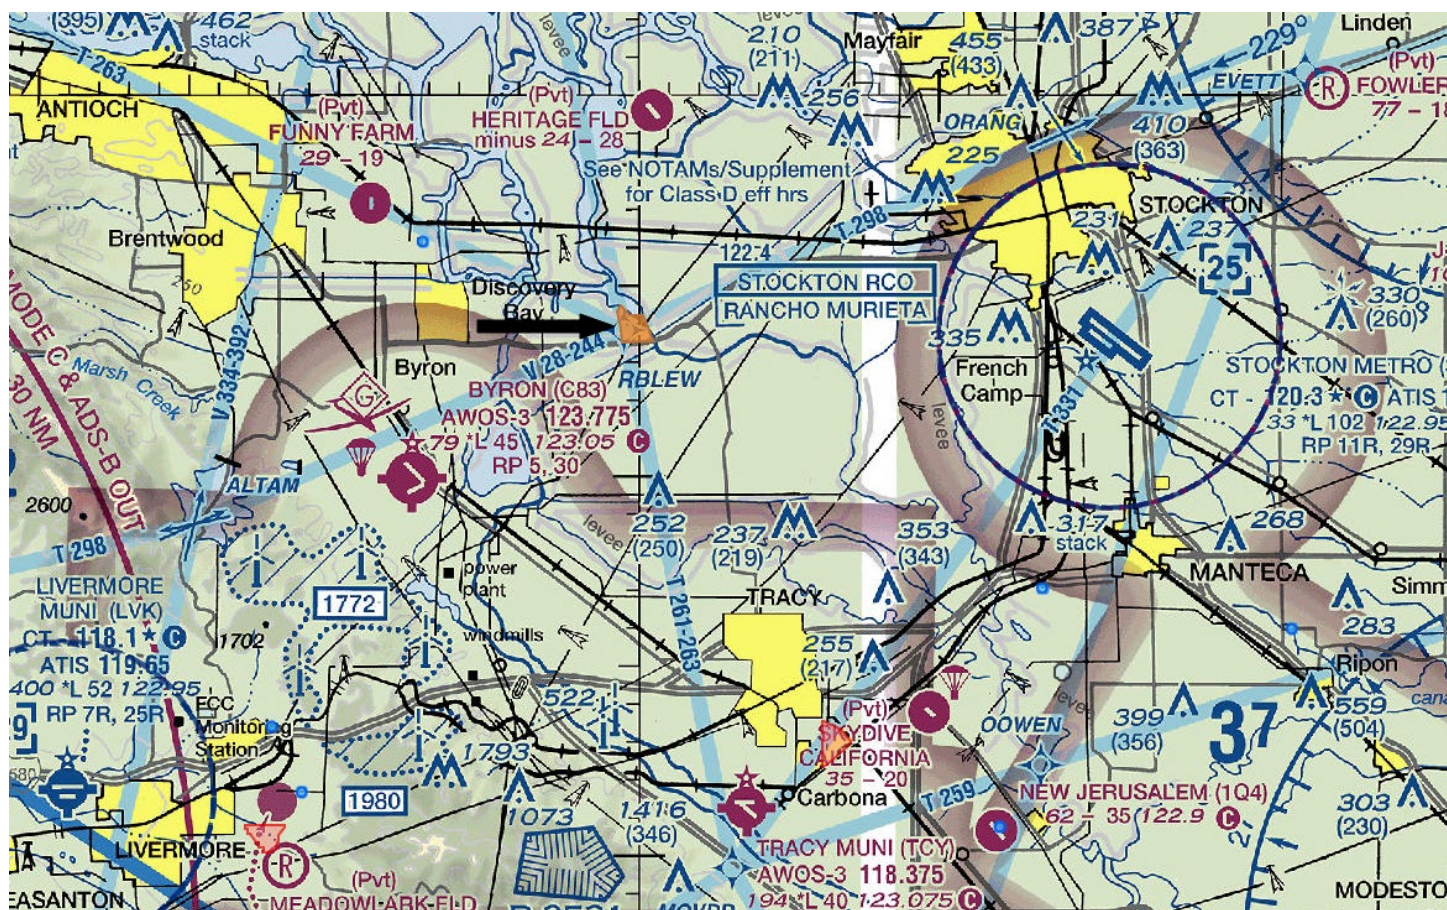 (395)
462
stack
T-263
ANTIOCH
(Pvt)
FUNNY FARM
29 - 19
(Pvt)
HERITAGE FLD
minus 24 - 28
See NOTAMs/Supplement
for Class D eff hrs
levee
levee
210
(211)
256
Mayfair
455
(433)
387
229°
Linden
EVETT
(Pvt)
R
FOWLER
ORANG
225
410
(363)
T-298
122.4
STOCKTON RCO
RANCHO MURIETA
231
STOCKTON
237
25
330
(260)
Brentwood
250
Discovery
Bay
V 28-244
RBLEW
Byron
V 334-392
Marsh Creek
MODE C & ADS-B OUT
30 NM
G
BYRON (C83)
AWOS-3 123.775
79 *L 45 123.05 C
RP 5, 30
335
French
Camp
levee
STOCKTON METRO
CT - 120.3 * C ATIS
33 *L 102 122.95
RP 11R, 29R
ALTAM
2600
T 298
252
(250)
levee
237
(219)
353
(343)
317
stack
268
MANTECA
Simm
283
LIVERMORE
MUNI (LVK)
CT - 118.1 * C
ATIS 119.65
400 *L 52 122.95
RP 7R, 25R
1772
1702
power
plant
windmills
T 261-263
TRACY
255
(217)
Ripon
FCC
Monitoring
Station
522
(Pvt)
SKYDIVE
CALIFORNIA
35 - 20
OOWEN
levee
399
(356)
37
559
(504)
580
1793
1980
1073
1416
(346)
Carbona
T 259
NEW JERUSALEM (1Q4)
62 - 35 122.9 C
303
(230)
LIVERMORE
R
(Pvt)
MEADOWLARK FLD
TRACY MUNI (TCY)
AWOS-3 118.375
194 *L 40 123.075 C
EASANTON
MODESTO